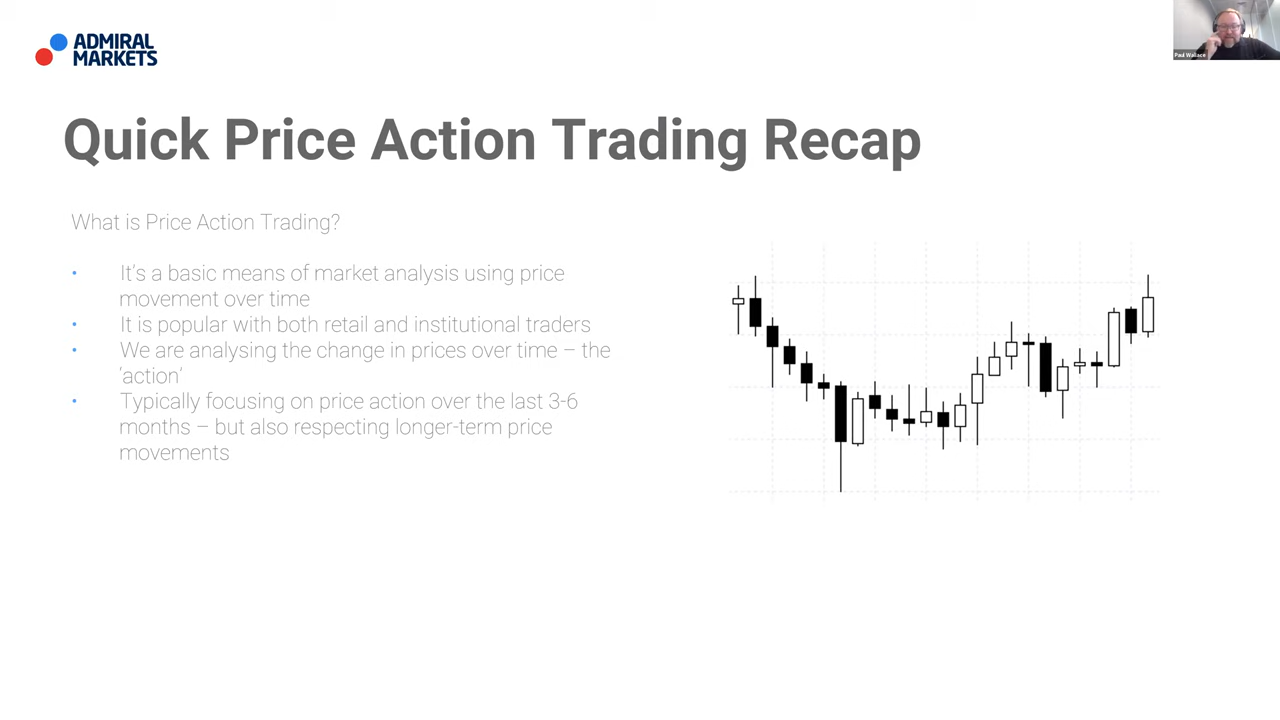 ADMIRAL
MARKETS
Paul Wallace
Quick Price Action Trading Recap
What is Price Action Trading?
• It's a basic means of market analysis using price
movement over time
• It is popular with both retail and institutional traders
• We are analysing the change in prices over time – the
'action'
• Typically focusing on price action over the last 3-6
months – but also respecting longer-term price
movements